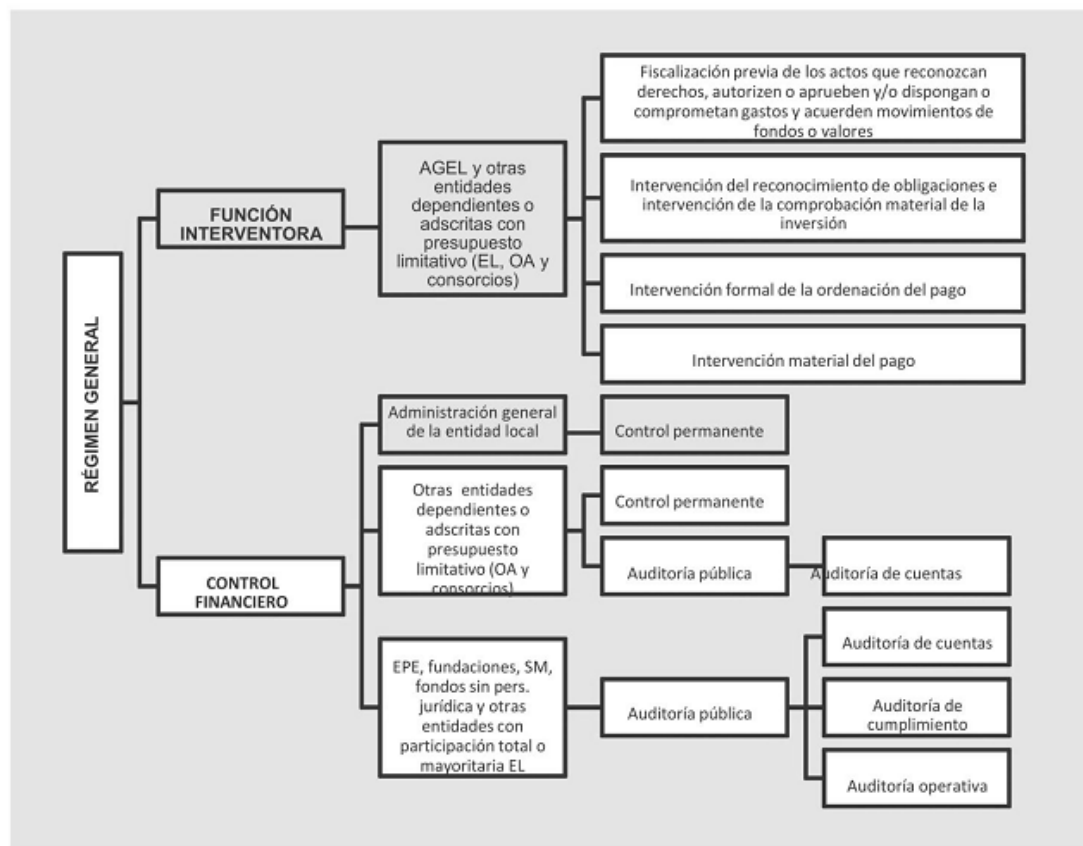 RÉGIMEN GENERAL
FUNCIÓN
INTERVENTORA
AGEL y otras
entidades
dependientes o
adscritas con
presupuesto
limitativo (EL, OA y
consorcios)
Fiscalización previa de los actos que reconozcan
derechos, autorizen o aprueben y/o dispongan o
comprometan gastos y acuerden movimientos de
fondos o valores
Intervención del reconocimiento de obligaciones e
intervención de la comprobación material de la
inversión
Intervención formal de la ordenación del pago
Intervención material del pago
CONTROL
FINANCIERO
Administración general
de la entidad local
Control permanente
Otras entidades
dependientes o
adscritas con
presupuesto
limitativo (OA y
consorcios)
Control permanente
Auditoría pública
Auditoría de cuentas
EPE, fundaciones, SM,
fondos sin pers.
jurídica y otras
entidades con
participación total o
mayoritaria EL
Auditoría pública
Auditoría de cuentas
Auditoría de
cumplimiento
Auditoría operativa